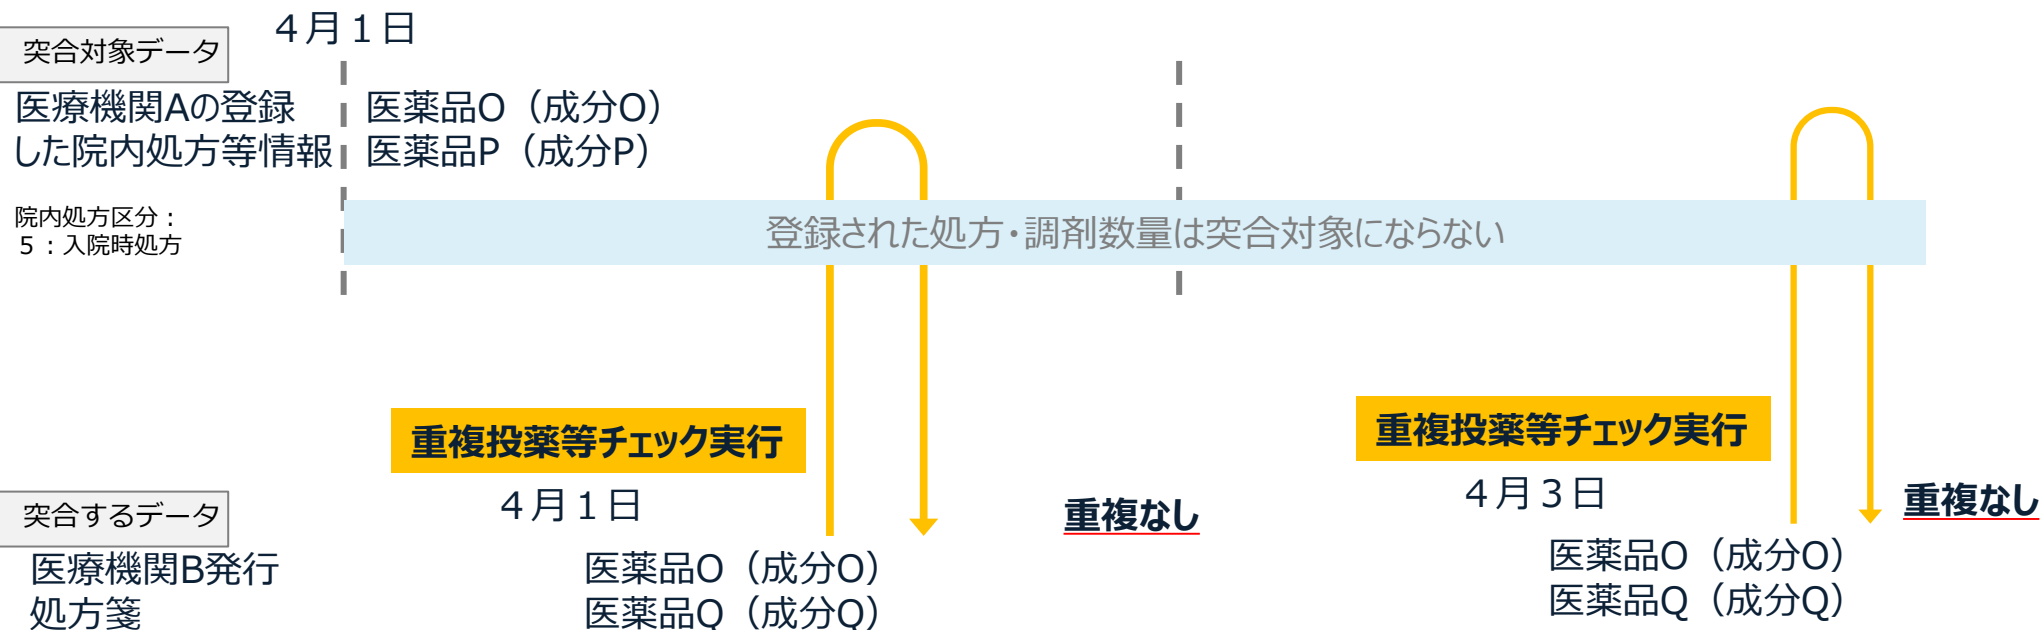 ４月１日
突合対象データ
医療機関Aの登録
した院内処方等情報
医薬品O（成分O）
医薬品P（成分P）
院内処方区分：
５：入院時処方
登録された処方・調剤数量は突合対象にならない
重複投薬等チェック実行
４月１日
重複なし
重複投薬等チェック実行
４月３日
重複なし
突合するデータ
医療機関B発行
処方箋
医薬品O（成分O）
医薬品Q（成分Q）
医薬品O（成分O）
医薬品Q（成分Q）